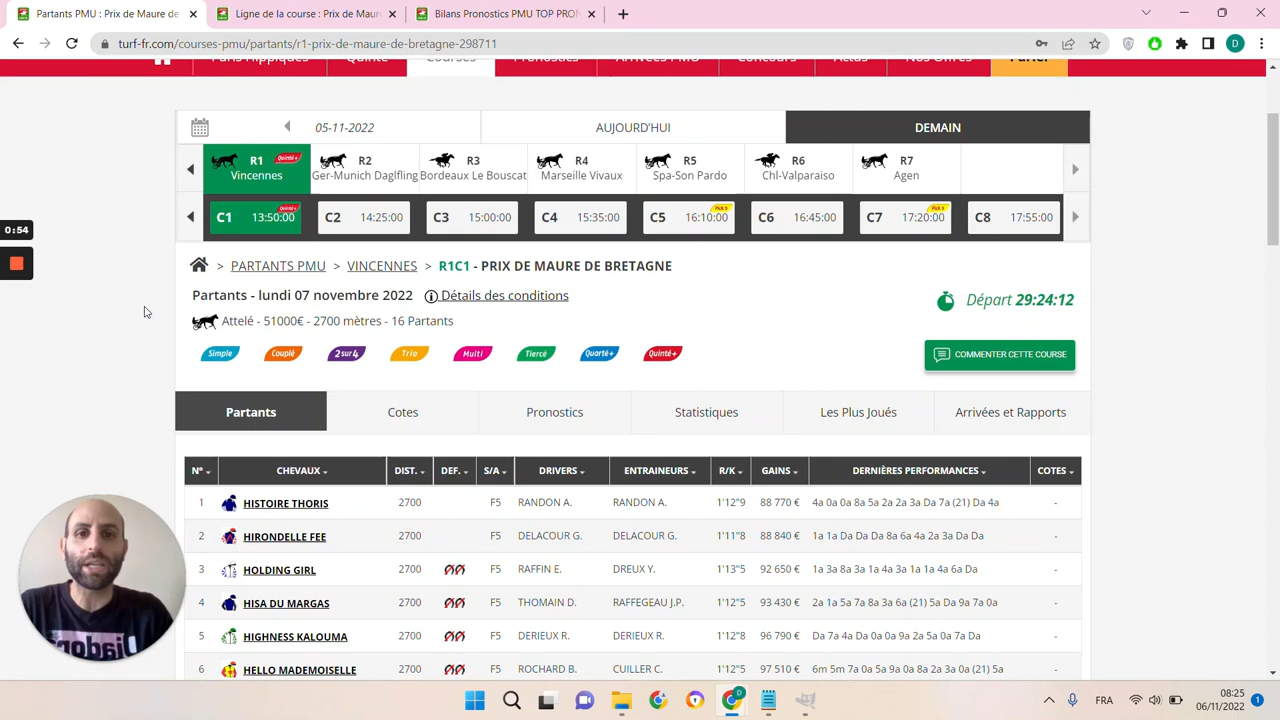 Partants PMU : Prix de Maure de
Ligne de la course : Prix de Maur
Bilans Pronostics PMU TOP PRON
turf-fr.com/courses-pmu/partants/r1-prix-de-maure-de-bretagne-298711
Paris Hippiques Quinté Courses Pronostics Arrivées PMU Concours Actus Nos Offres Parier
05-11-2022 AUJOURD'HUI DEMAIN
R1 Quinté+ R2 R3 R4 R5 R6 R7
Vincennes Ger-Munich Daglfing Bordeaux Le Bouscat Marseille Vivaux Spa-Son Pardo Chl-Valparaiso Agen
C1 13:50:00 Quinté+ C2 14:25:00 C3 15:00:00 C4 15:35:00 C5 16:10:00 Pick 5 C6 16:45:00 C7 17:20:00 Pick 5 C8 17:55:00
0:54
> PARTANTS PMU > VINCENNES > R1C1 - PRIX DE MAURE DE BRETAGNE
Partants - lundi 07 novembre 2022 Détails des conditions
Départ 29:24:12
Attelé - 51000€ - 2700 mètres - 16 Partants
Simple Couplé 2 sur 4 Trio Multi Tiercé Quarté+ Quinté+
COMMENTER CETTE COURSE
Partants Cotes Pronostics Statistiques Les Plus Joués Arrivées et Rapports
N° CHEVAUX DIST. DEF. S/A DRIVERS ENTRAINEURS R/K GAINS DERNIÈRES PERFORMANCES COTES
1 HISTOIRE THORIS 2700 F5 RANDON A. RANDON A. 1'12"9 88 770 € 4a 0a 0a 8a 5a 2a 2a 3a Da 7a (21) Da 4a -
2 HIRONDELLE FEE 2700 F5 DELACOUR G. DELACOUR G. 1'11"8 88 840 € 1a 1a Da Da Da 8a 6a 4a 2a 3a Da Da -
3 HOLDING GIRL 2700 F5 RAFFIN E. DREUX Y. 1'13"5 92 650 € 1a 3a 8a 3a 1a 4a 3a 1a 1a 4a 6a Da -
4 HISA DU MARGAS 2700 F5 THOMAIN D. RAFFEGEAU J.P. 1'12"5 93 430 € 2a 1a 5a 7a 8a 3a 6a (21) 5a Da 9a 7a 0a -
5 HIGHNESS KALOUMA 2700 F5 DERIEUX R. DERIEUX R. 1'12"8 96 790 € Da 7a 4a Da 0a 0a 9a 2a 5a 0a 7a Da -
6 HELLO MADEMOISELLE 2700 F5 ROCHARD B. CUILLER C. 1'12"5 97 510 € 6m 5m 7a 0a 5a 9a 0a 8a 2a 3a 0a (21) 5a -
FRA
08:25
06/11/2022
1